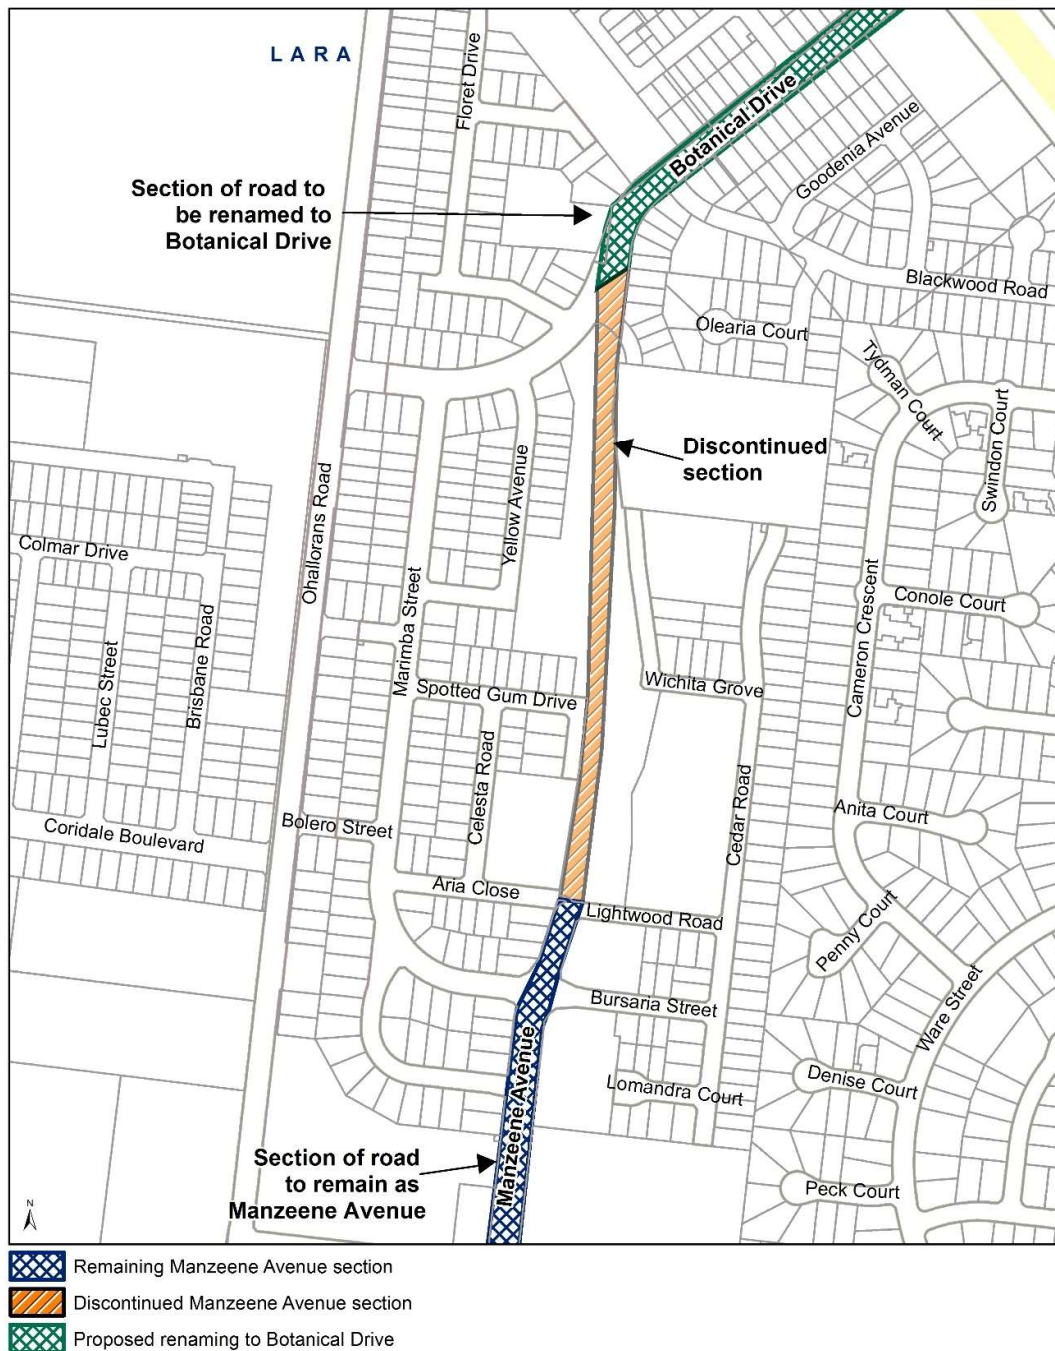 LARA
Floret Drive
Botanical Drive
Goodenia Avenue
Section of road to
be renamed to
Botanical Drive
Blackwood Road
Olearia Court
Tydman Court
Swindon Court
Discontinued
section
Ohallorans Road
Yellow Avenue
Marimba Street
Colmar Drive
Lubec Street
Brisbane Road
Cameron Crescent
Conole Court
Wichita Grove
Spotted Gum Drive
Celesta Road
Cedar Road
Anita Court
Bolero Street
Coridale Boulevard
Aria Close
Lightwood Road
Penny Court
Ware Street
Bursaria Street
Manzeene Avenue
Denise Court
Lomandra Court
Section of road
to remain as
Manzeene Avenue
Peck Court
N
Remaining Manzeene Avenue section
Discontinued Manzeene Avenue section
Proposed renaming to Botanical Drive